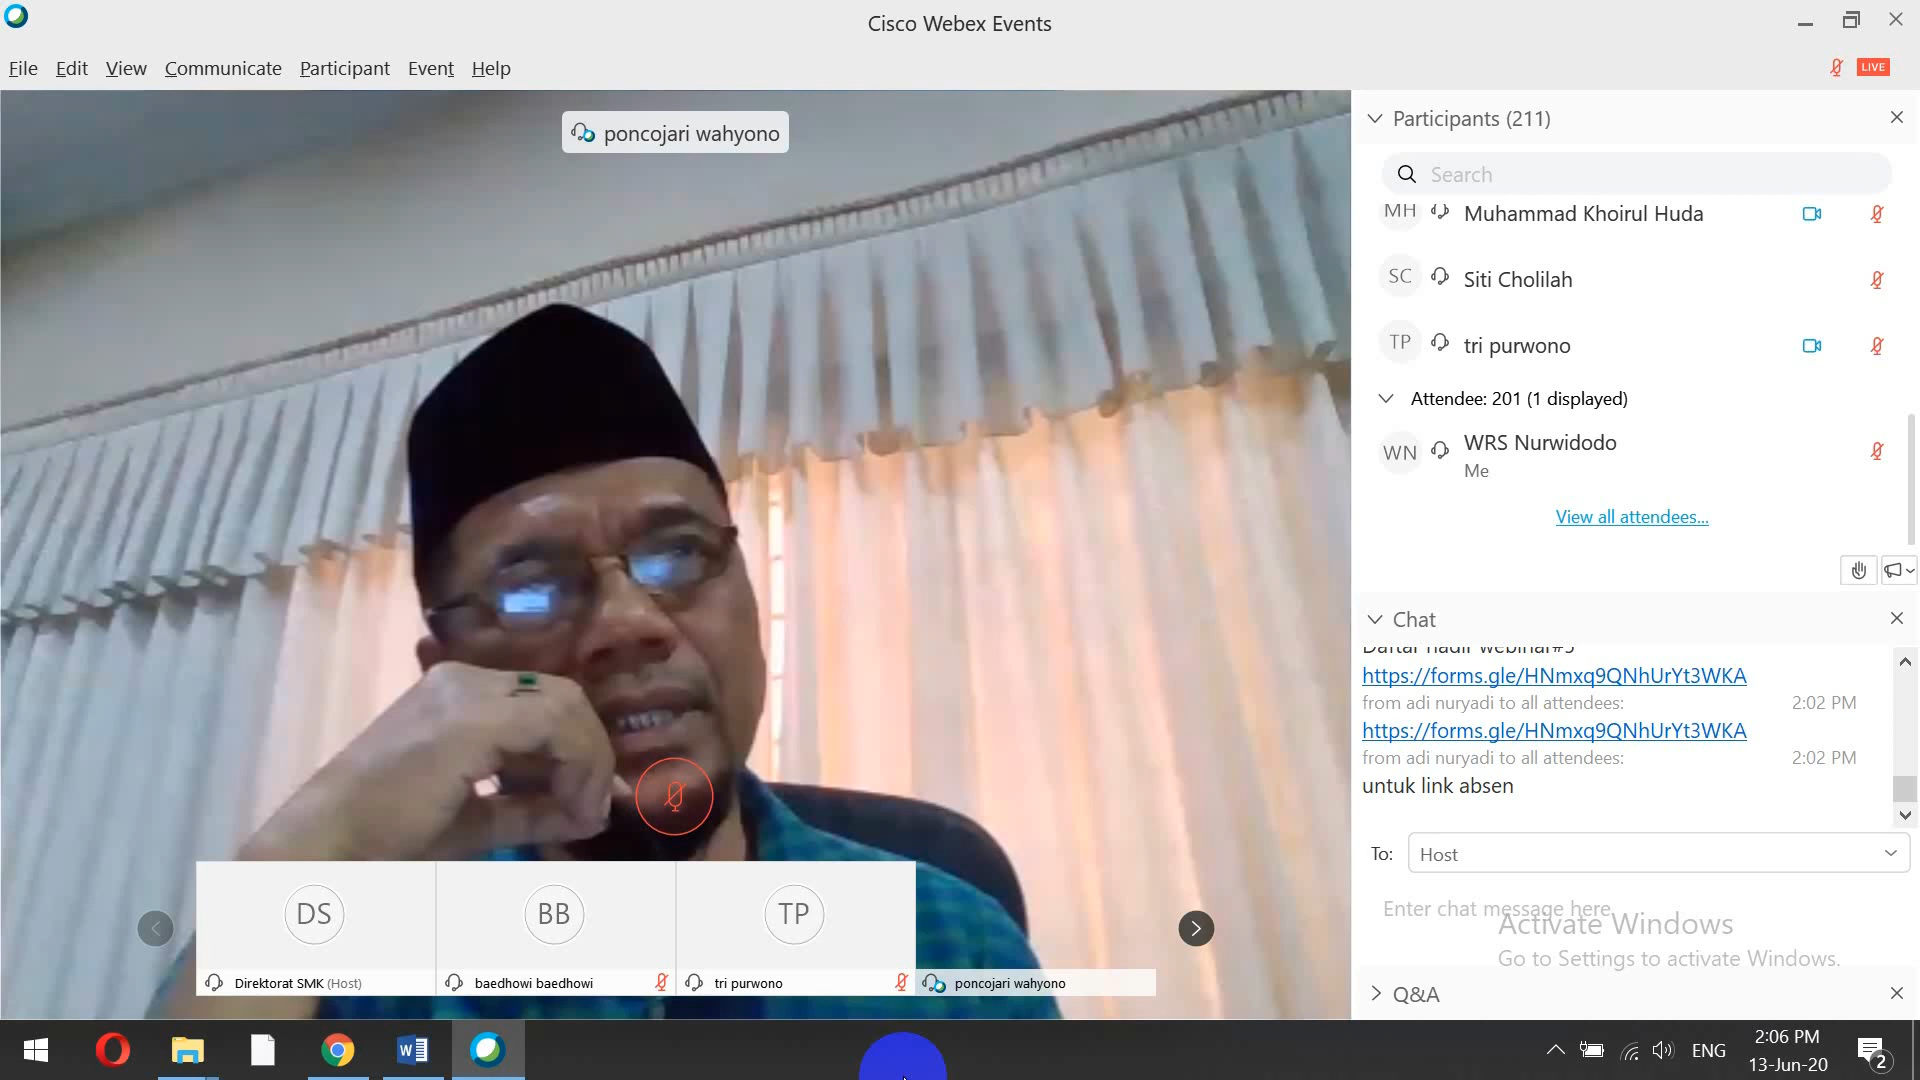 Cisco Webex Events
File Edit View Communicate Participant Event Help
LIVE
poncojari wahyono
Participants (211)
Search
MH Muhammad Khoirul Huda
SC Siti Cholilah
TP tri purwono
Attendee: 201 (1 displayed)
WN WRS Nurwidodo
Me
View all attendees...
Chat
Daftar hadir webinar#5
https://forms.gle/HNmxq9QNhUrYt3WKA
from adi nuryadi to all attendees: 2:02 PM
https://forms.gle/HNmxq9QNhUrYt3WKA
from adi nuryadi to all attendees: 2:02 PM
untuk link absen
To: Host
Enter chat message here
Activate Windows
Go to Settings to activate Windows.
Q&A
DS BB TP
Direktorat SMK (Host) baedhowi baedhowi tri purwono poncojari wahyono
ENG
2:06 PM
13-Jun-20
2